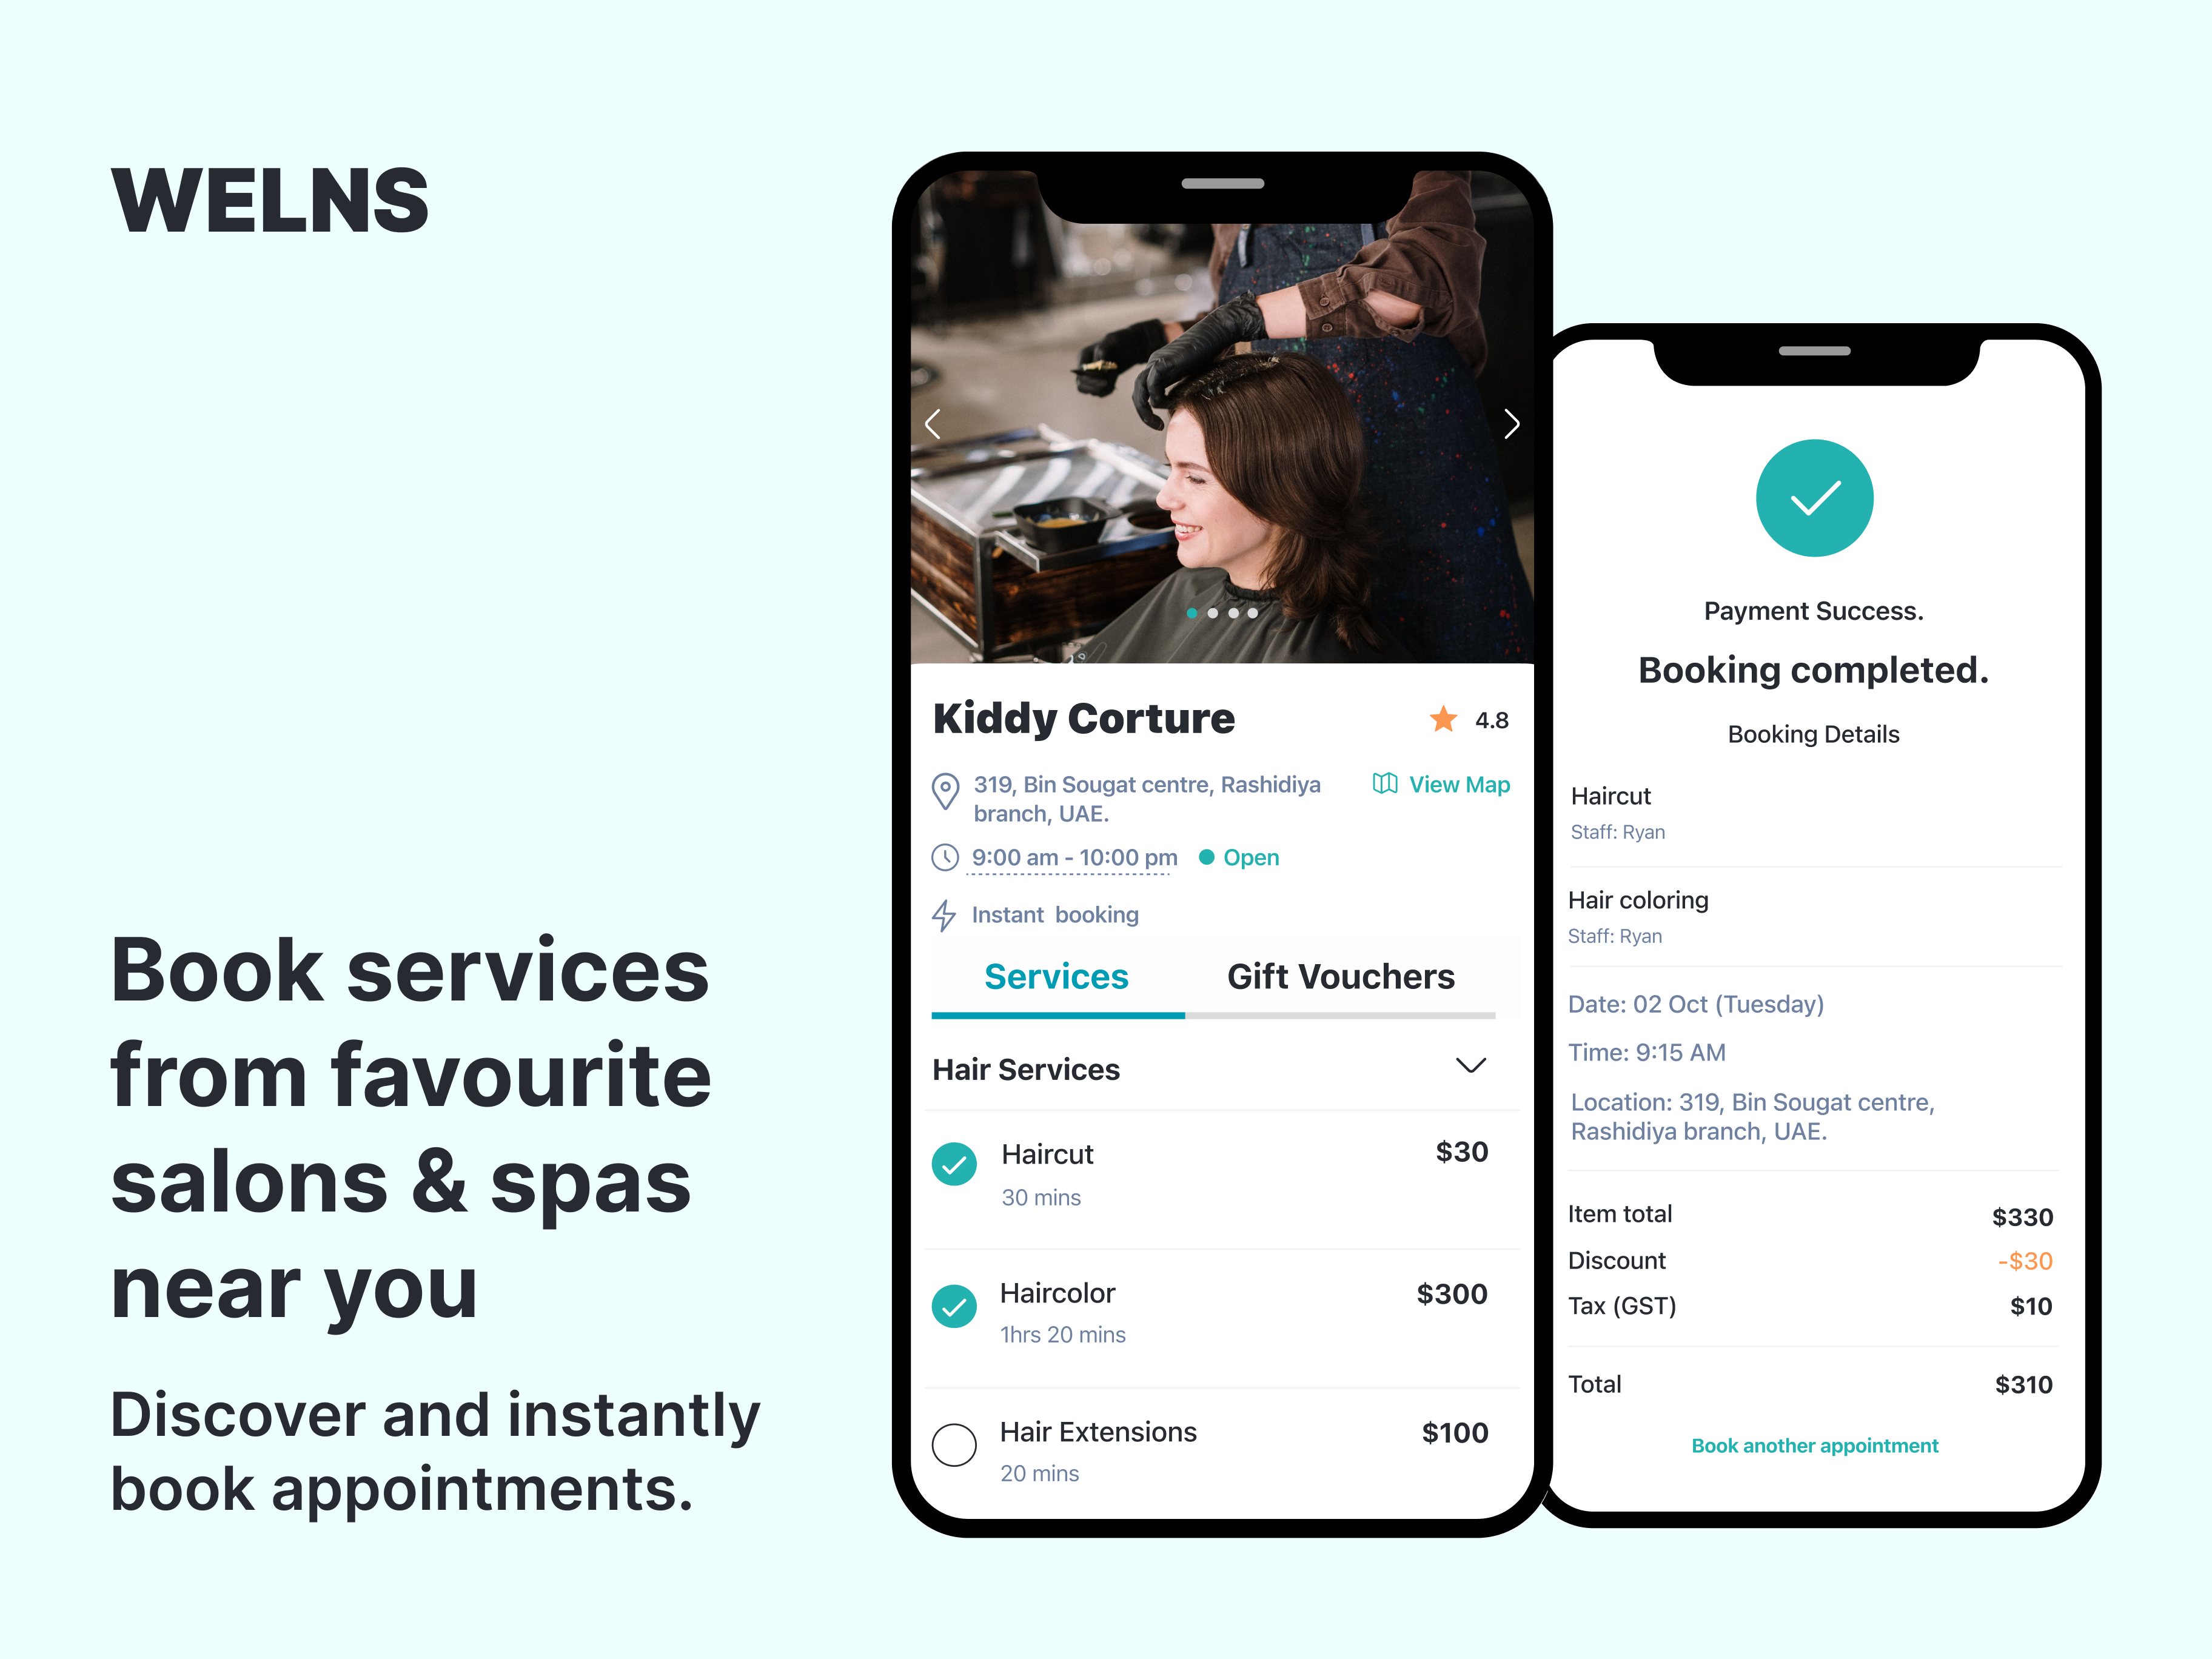 WELNS
Book services
from favourite
salons & spas
near you
Discover and instantly
book appointments.
Kiddy Corture
4.8
319, Bin Sougat centre, Rashidiya
branch, UAE.
View Map
9:00 am - 10:00 pm
Open
Instant booking
Services
Gift Vouchers
Hair Services
Haircut
$30
30 mins
Haircolor
$300
1hrs 20 mins
Hair Extensions
$100
20 mins
Payment Success.
Booking completed.
Booking Details
Haircut
Staff: Ryan
Hair coloring
Staff: Ryan
Date: 02 Oct (Tuesday)
Time: 9:15 AM
Location: 319, Bin Sougat centre,
Rashidiya branch, UAE.
Item total
$330
Discount
-$30
Tax (GST)
$10
Total
$310
Book another appointment